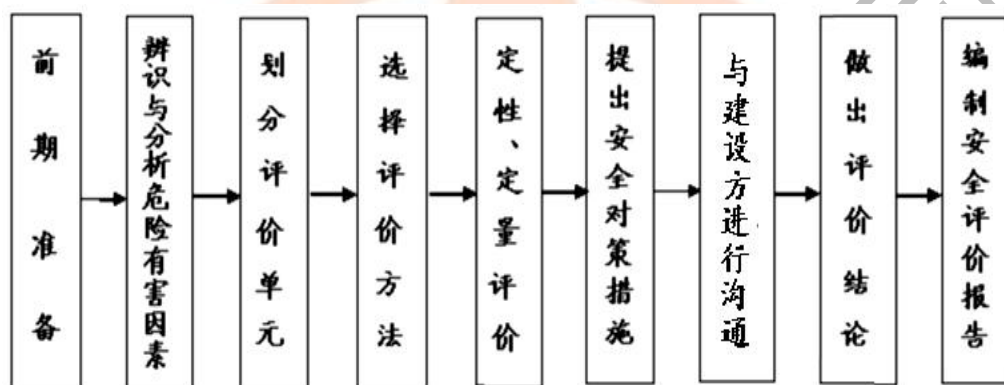 前期准备
辨识与分析危险有害因素
划分评价单元
选择评价方法
定性、定量评价
提出安全对策措施
与建设方进行沟通
做出评价结论
编制安全评价报告